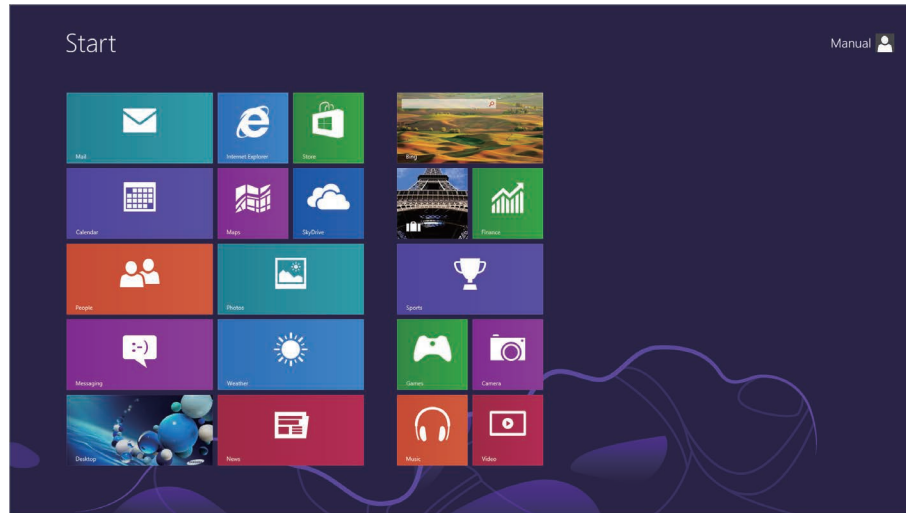 Start
Manual
Mail
Internet Explorer
Store
Bing
Calendar
Maps
SkyDrive
Finance
People
Photos
Sports
:-)
Messaging
Weather
Games
Camera
Desktop
News
Music
Video